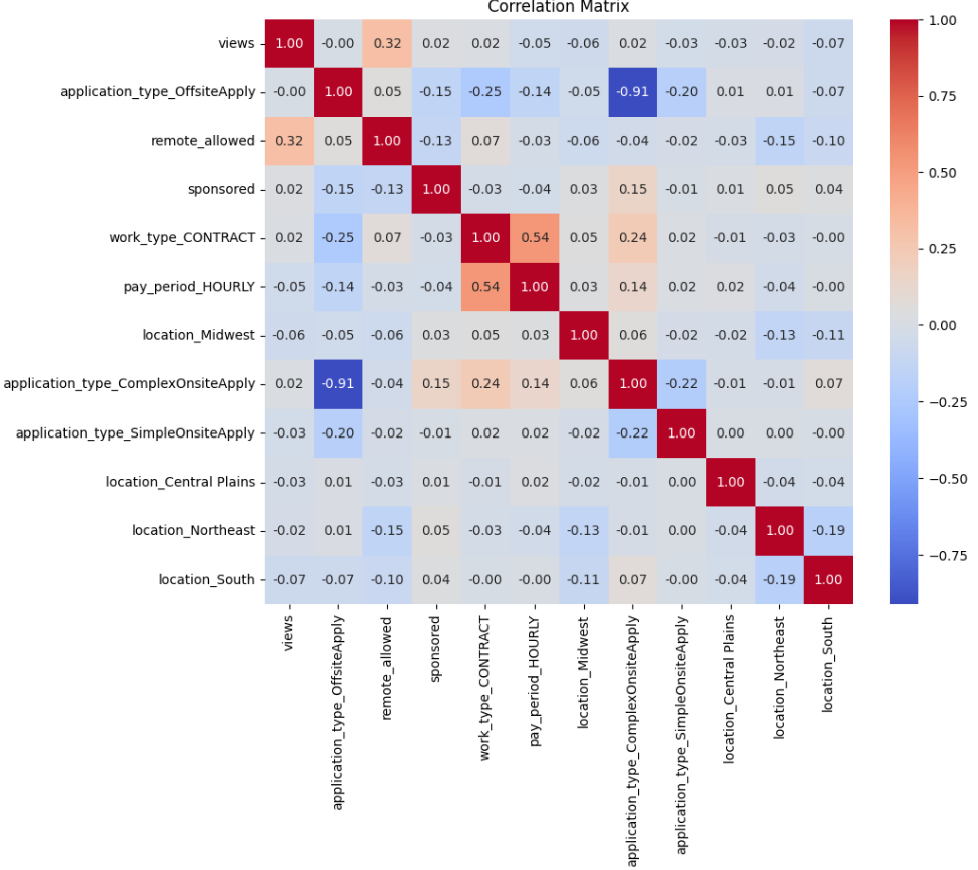 Correlation Matrix
views 1.00 -0.00 0.32 0.02 0.02 -0.05 -0.06 0.02 -0.03 -0.03 -0.02 -0.07
application_type_OffsiteApply -0.00 1.00 0.05 -0.15 -0.25 -0.14 -0.05 -0.91 -0.20 0.01 0.01 -0.07
remote_allowed 0.32 0.05 1.00 -0.13 0.07 -0.03 -0.06 -0.04 -0.02 -0.03 -0.15 -0.10
sponsored 0.02 -0.15 -0.13 1.00 -0.03 -0.04 0.03 0.15 -0.01 0.01 0.05 0.04
work_type_CONTRACT 0.02 -0.25 0.07 -0.03 1.00 0.54 0.05 0.24 0.02 -0.01 -0.03 -0.00
pay_period_HOURLY -0.05 -0.14 -0.03 -0.04 0.54 1.00 0.03 0.14 0.02 0.02 -0.04 -0.00
location_Midwest -0.06 -0.05 -0.06 0.03 0.05 0.03 1.00 0.06 -0.02 -0.02 -0.13 -0.11
application_type_ComplexOnsiteApply 0.02 -0.91 -0.04 0.15 0.24 0.14 0.06 1.00 -0.22 -0.01 -0.01 0.07
application_type_SimpleOnsiteApply -0.03 -0.20 -0.02 -0.01 0.02 0.02 -0.02 -0.22 1.00 0.00 0.00 -0.00
location_Central Plains -0.03 0.01 -0.03 0.01 -0.01 0.02 -0.02 -0.01 0.00 1.00 -0.04 -0.04
location_Northeast -0.02 0.01 -0.15 0.05 -0.03 -0.04 -0.13 -0.01 0.00 -0.04 1.00 -0.19
location_South -0.07 -0.07 -0.10 0.04 -0.00 -0.00 -0.11 0.07 -0.00 -0.04 -0.19 1.00
views
application_type_OffsiteApply
remote_allowed
sponsored
work_type_CONTRACT
pay_period_HOURLY
location_Midwest
application_type_ComplexOnsiteApply
application_type_SimpleOnsiteApply
location_Central Plains
location_Northeast
location_South
1.00
0.75
0.50
0.25
0.00
−0.25
−0.50
−0.75